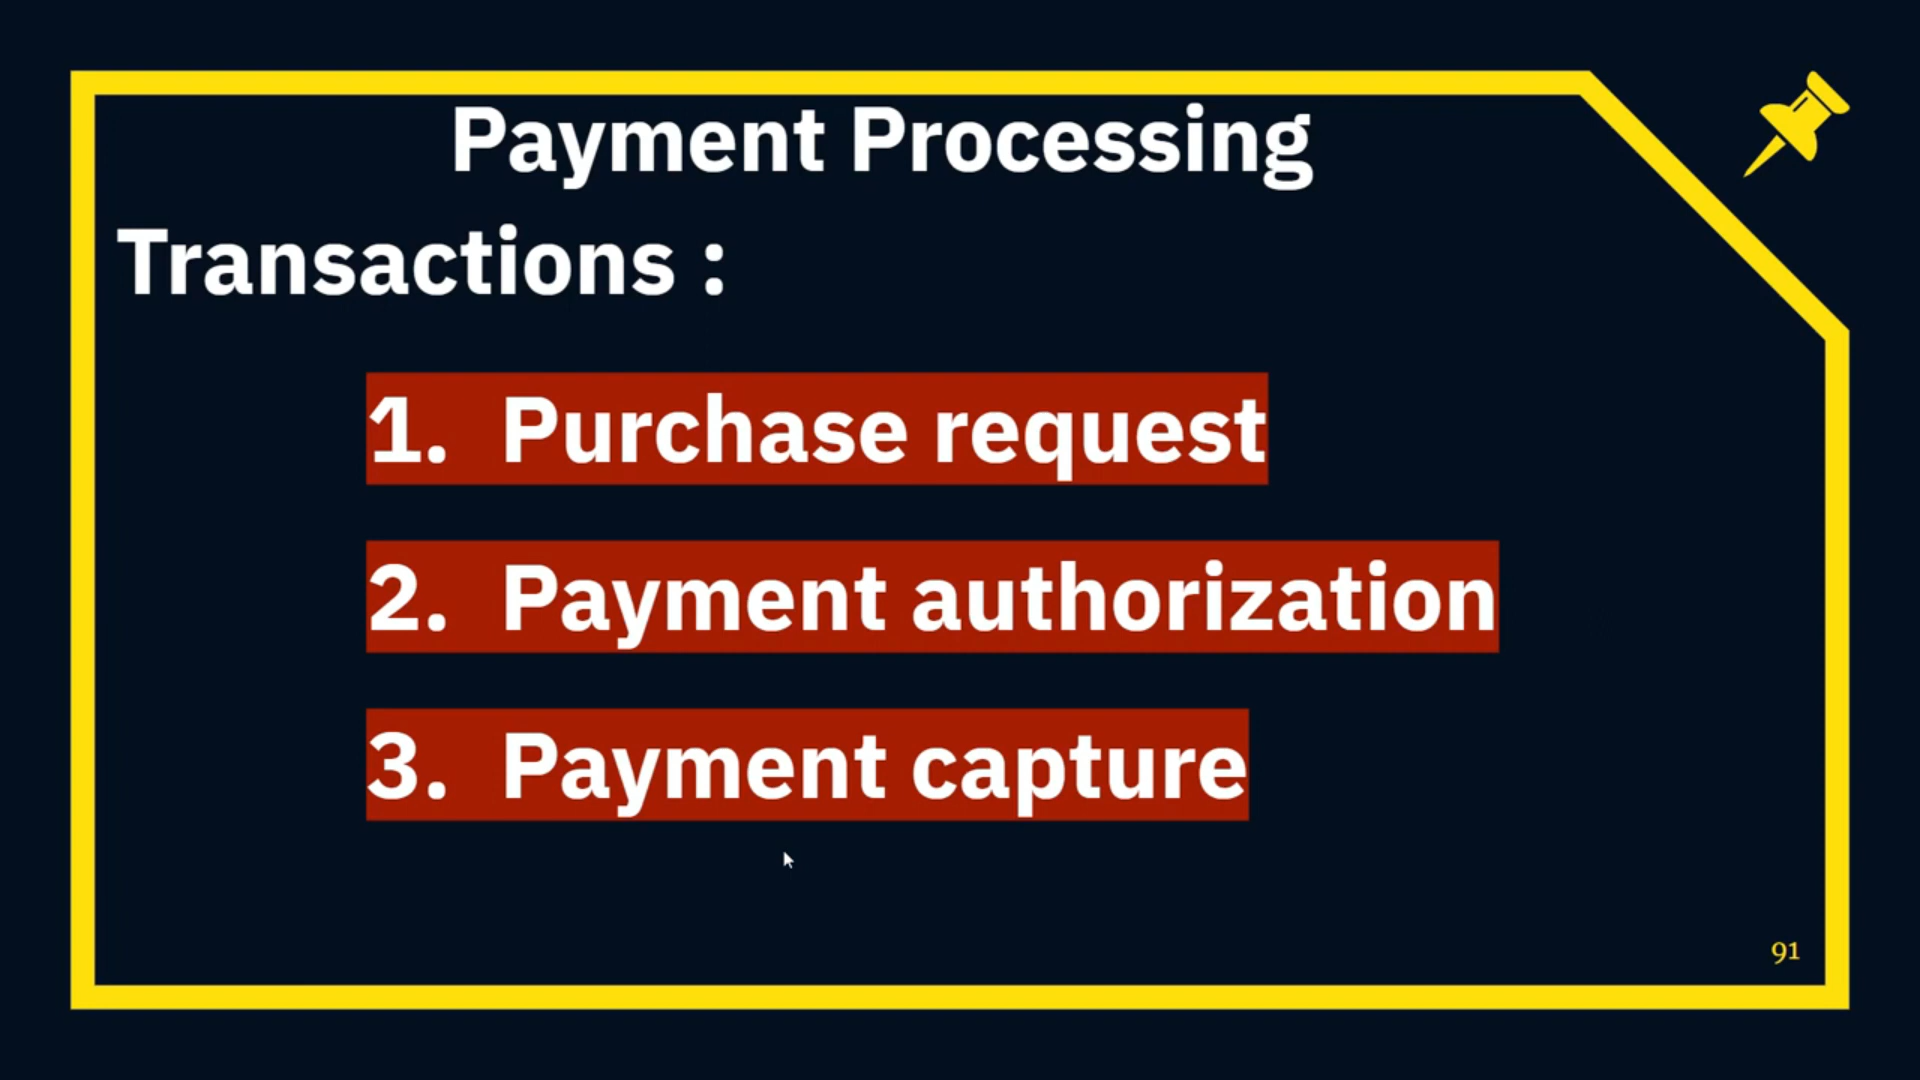 Payment Processing
Transactions :
1. Purchase request
2. Payment authorization
3. Payment capture
91